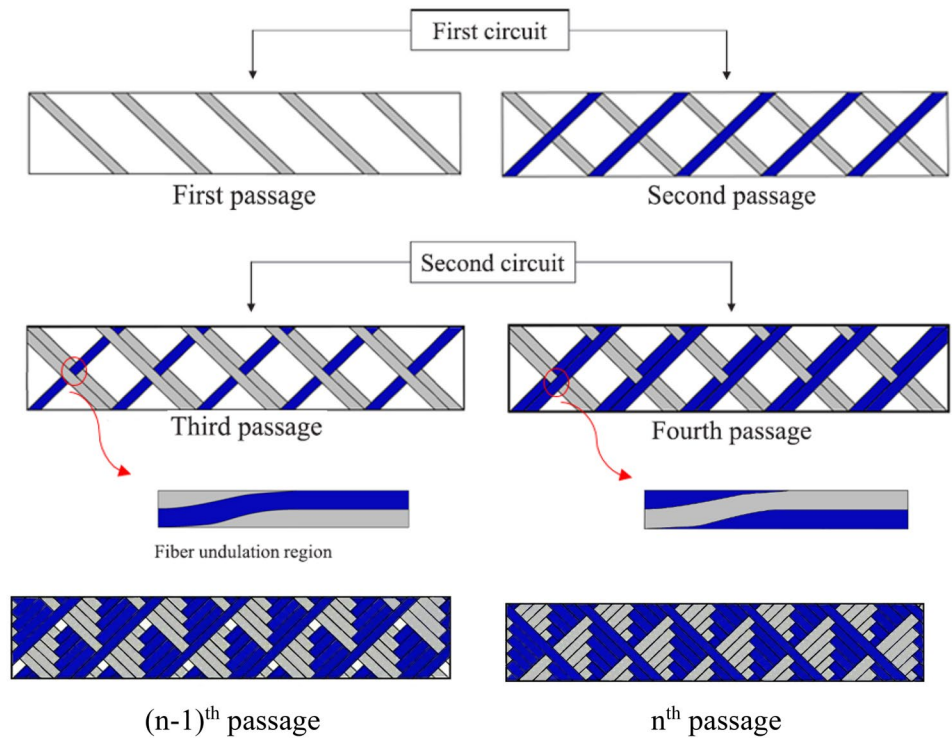 First circuit
First passage
Second passage
Second circuit
Third passage
Fourth passage
Fiber undulation region
(n-1)th passage
nth passage